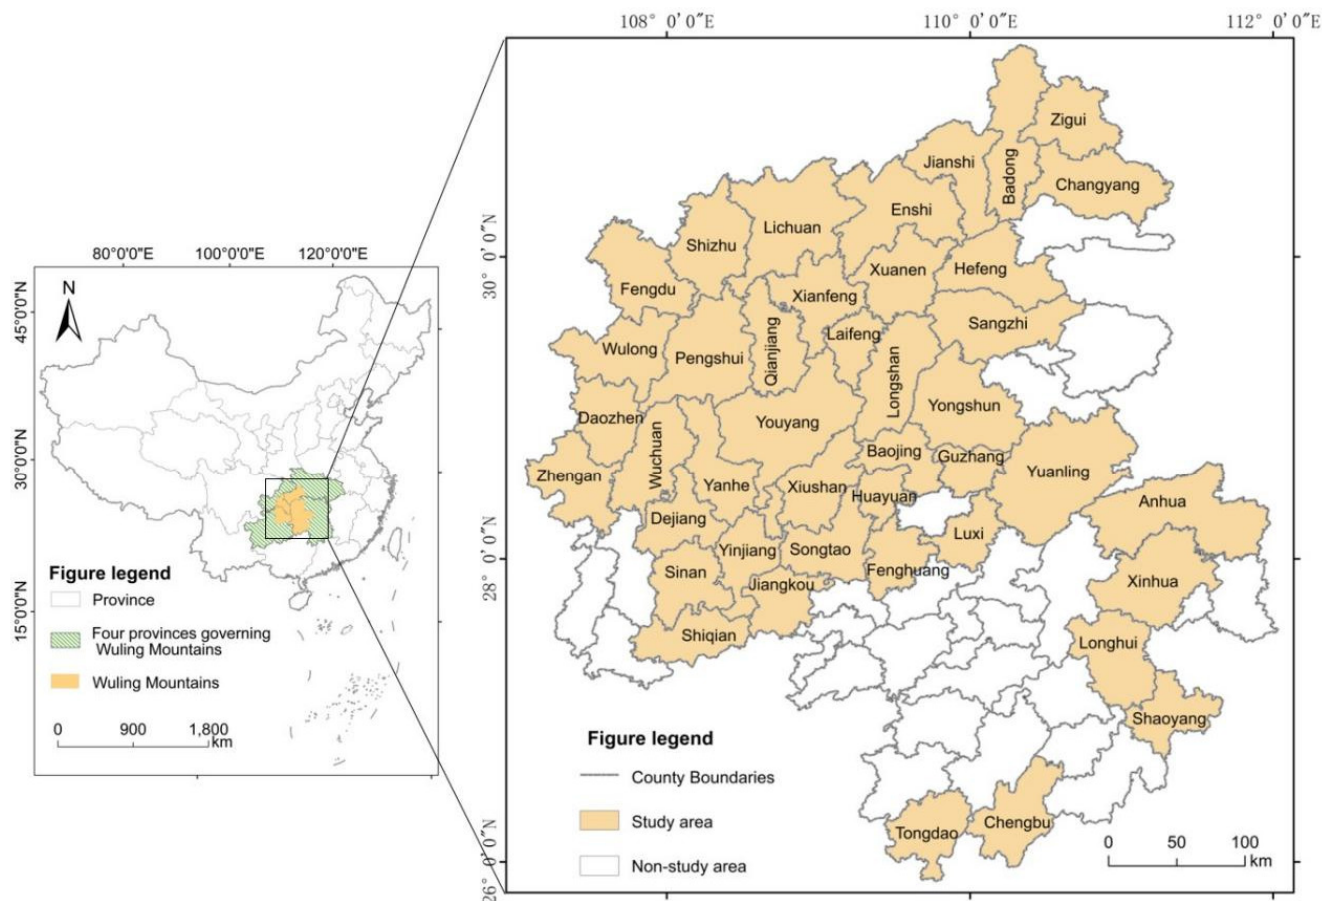 108° 0′0″E
110° 0′0″E
112° 0′0″E
Zigui
Jianshi
Badong
Changyang
Enshi
Lichuan
30° 0′0″N
Shizhu
80°0'0"E
100°0'0"E
120°0'0"E
Xuanen
Hefeng
Fengdu
Xianfeng
N
45°0'0"N
Sangzhi
Laifeng
Wulong
Pengshui
Qianjiang
Longshan
Yongshun
Daozhen
Youyang
Wuchuan
Baojing
Guzhang
30°0'0"N
Zhengan
Yuanling
Yanhe
Xiushan
Huayuan
Anhua
Dejiang
Luxi
Yinjiang
Songtao
28° 0′0″N
Figure legend
Sinan
Jiangkou
Fenghuang
Xinhua
Province
15°0'0"N
Four provinces governing
Wuling Mountains
Shiqian
Longhui
Wuling Mountains
Shaoyang
0
900
1,800
km
Figure legend
County Boundaries
Study area
Tongdao
Chengbu
Non-study area
0
50
100
km
26° 0′0″N